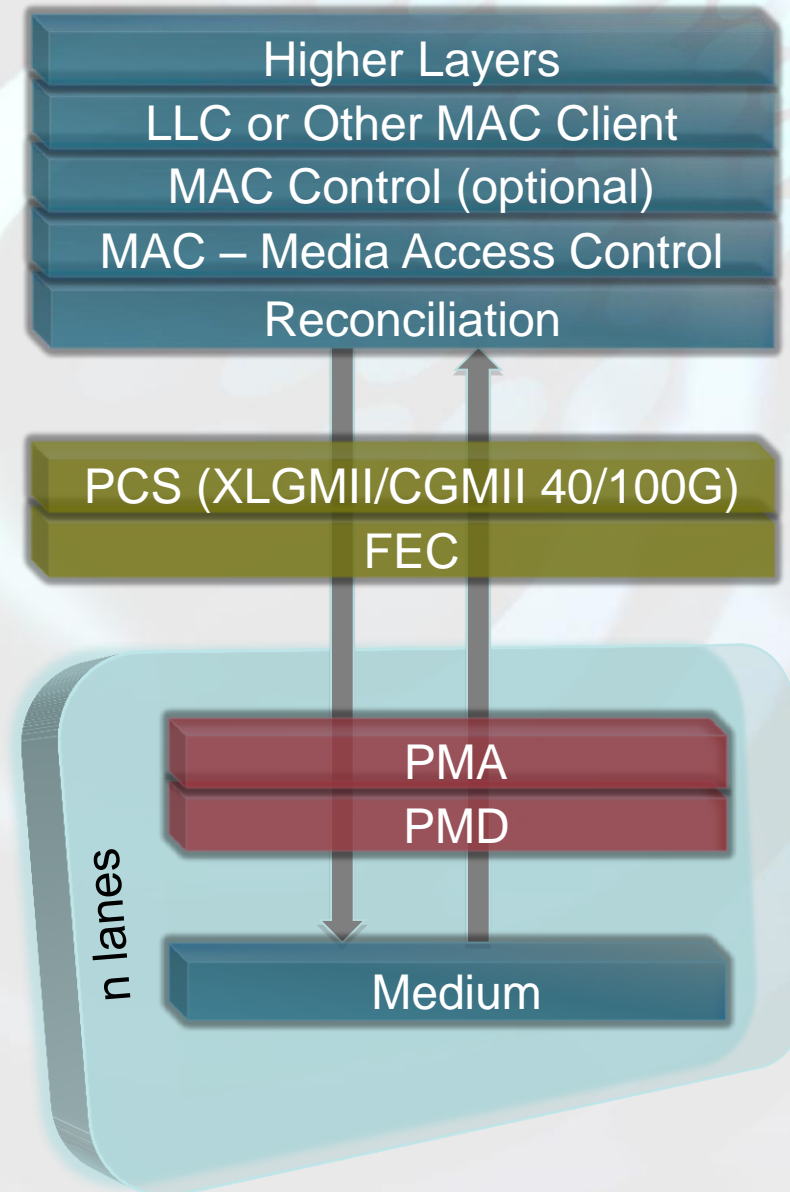 Higher Layers
LLC or Other MAC Client
MAC Control (optional)
MAC – Media Access Control
Reconciliation
PCS (XLGMII/CGMII 40/100G)
FEC
PMA
PMD
n lanes
Medium